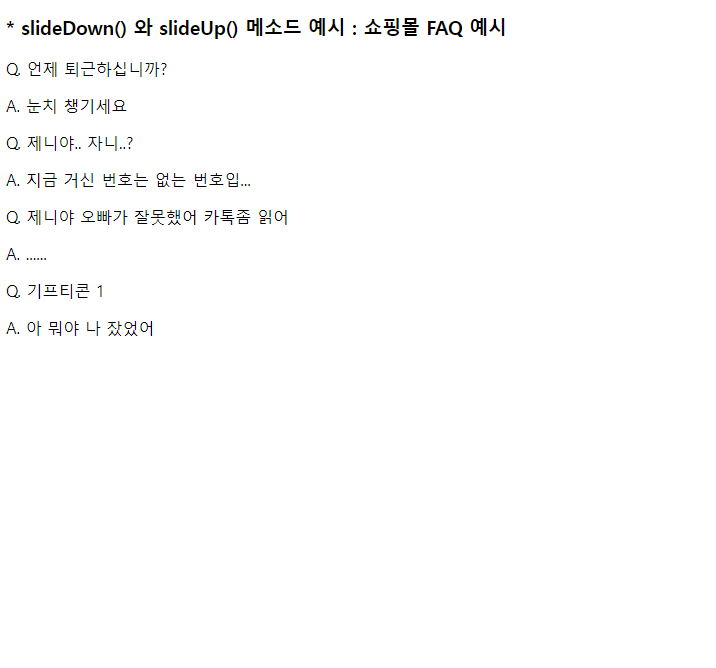 * slideDown() 와 slideUp() 메소드 예시 : 쇼핑몰 FAQ 예시
Q. 언제 퇴근하십니까?
A. 눈치 챙기세요
Q. 제니야.. 자니..?
A. 지금 거신 번호는 없는 번호입...
Q. 제니야 오빠가 잘못했어 카톡좀 읽어
A. ......
Q. 기프티콘 1
A. 아 뭐야 나 잤었어